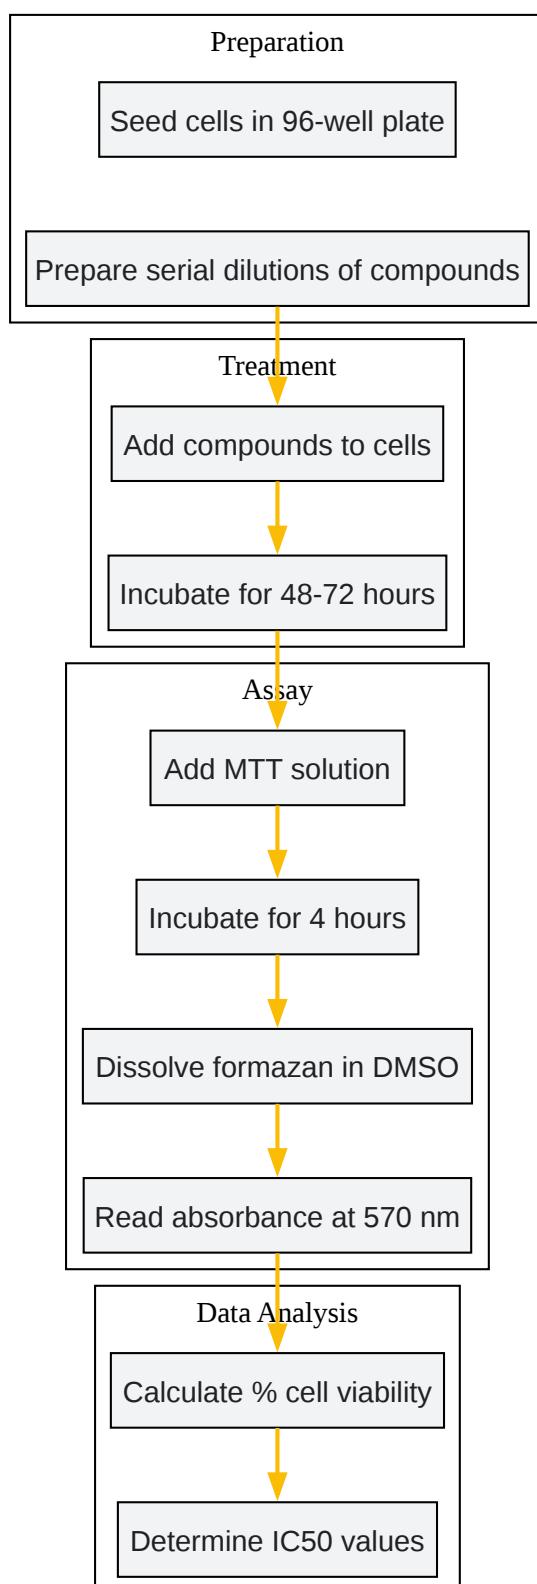 Preparation
Seed cells in 96-well plate
Prepare serial dilutions of compounds
Treatment
Add compounds to cells
Incubate for 48-72 hours
Assay
Add MTT solution
Incubate for 4 hours
Dissolve formazan in DMSO
Read absorbance at 570 nm
Data Analysis
Calculate % cell viability
Determine IC50 values